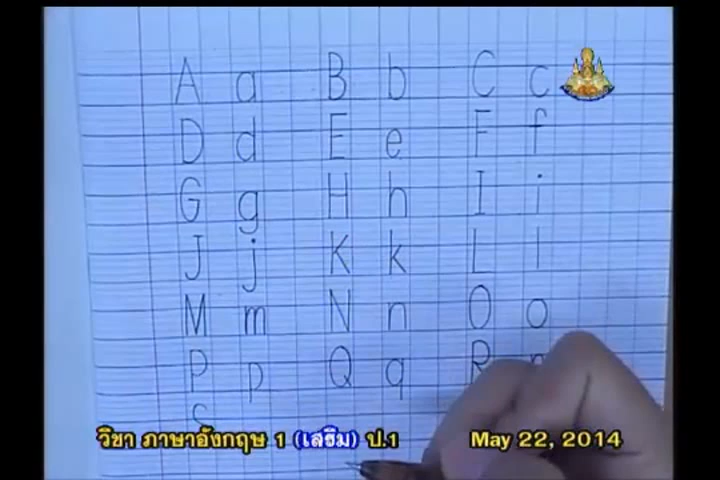 A a B b C c
D d E e F f
G g H h I i
J j K k L l
M m N n O o
P p Q q R r
S
วิชา ภาษาอังกฤษ 1 (เสริม) ป.1 May 22, 2014